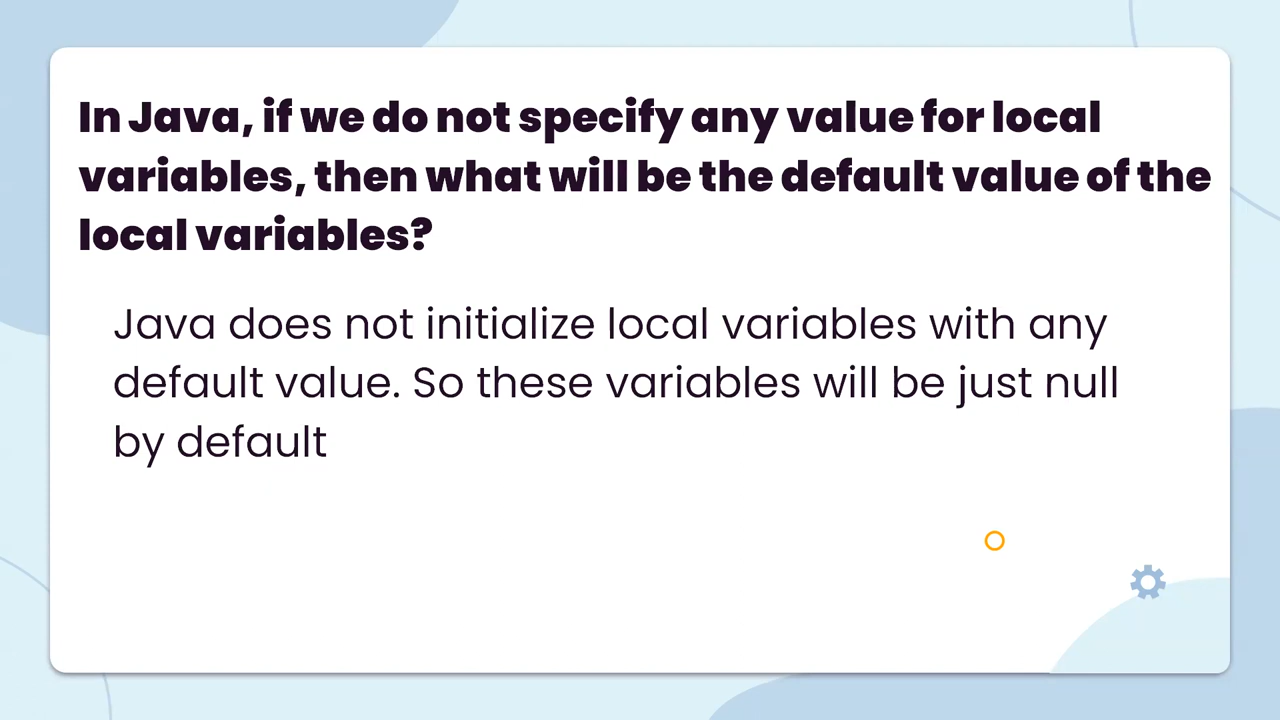 In Java, if we do not specify any value for local
variables, then what will be the default value of the
local variables?
Java does not initialize local variables with any
default value. So these variables will be just null
by default